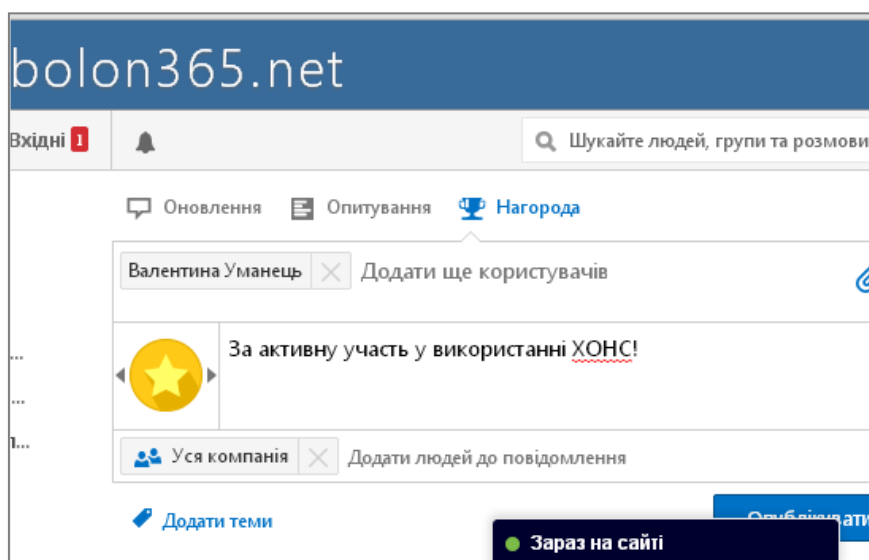 bolon365.net
Вхідні 1
Шукайте людей, групи та розмови
Оновлення Опитування Нагорода
Валентина Уманець Додати ще користувачів
За активну участь у використанні ХОНС!
...
...
Уся компанія Додати людей до повідомлення
л...
Додати теми Опублікувати
Зараз на сайті